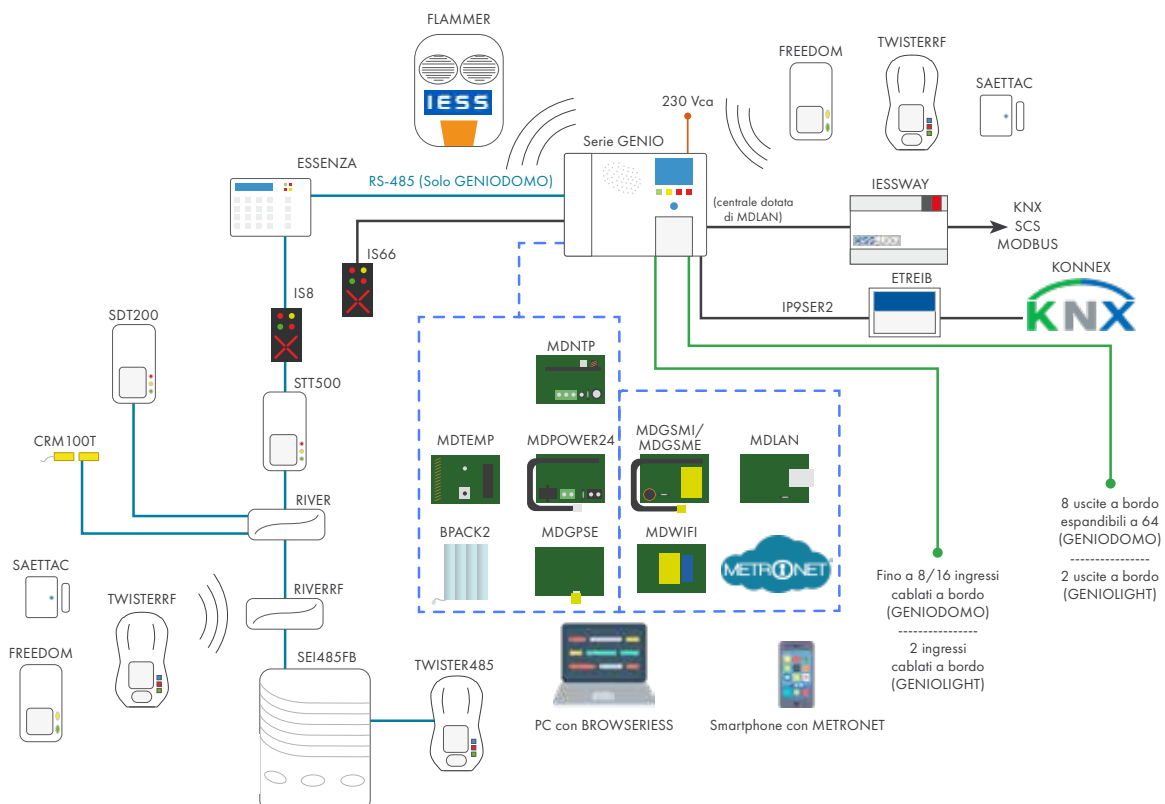 FLAMMER
IESS
FREEDOM
TWISTERRF
SAETTAC
230 Vca
Serie GENIO
ESSENZA
RS-485 (Solo GENIODOMO)
(centrale dotata
di MDLAN)
IESSWAY
KNX
SCS
MODBUS
IS66
IS8
IP9SER2
ETREIB
KONNEX
KNX
SDT200
STT500
MDNTP
CRM100T
MDTEMP
MDPOWER24
MDGSMI/
MDGSME
MDLAN
RIVER
BPACK2
MDGPSE
MDWIFI
METRONET
8 uscite a bordo
espandibili a 64
(GENIODOMO)
----------------
2 uscite a bordo
(GENIOLIGHT)
SAETTAC
TWISTERRF
RIVERRF
Fino a 8/16 ingressi
cablati a bordo
(GENIODOMO)
----------------
2 ingressi
cablati a bordo
(GENIOLIGHT)
FREEDOM
SEI485FB
TWISTER485
PC con BROWSERIESS
Smartphone con METRONET